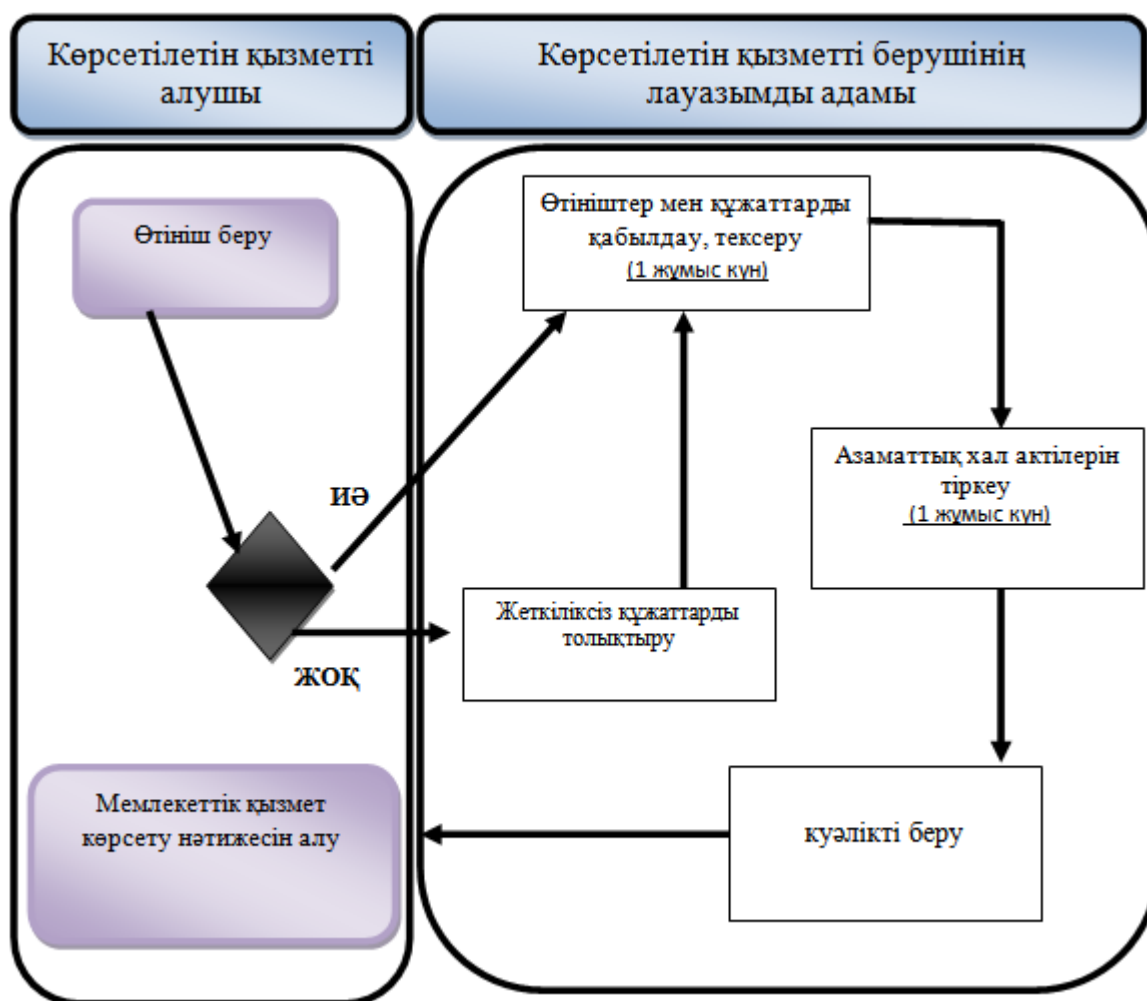 Көрсетілетін қызметті
алушы
Көрсетілетін қызметті берушінің
лауазымды адамы
Өтініш беру
Өтініштер мен құжаттарды
қабылдау, тексеру
(1 жұмыс күн)
Азаматтық хал актілерін
тіркеу
(1 жұмыс күн)
иә
жоқ
Жеткіліксіз құжаттарды
толықтыру
Мемлекеттік қызмет
көрсету нәтижесін алу
куәлікті беру